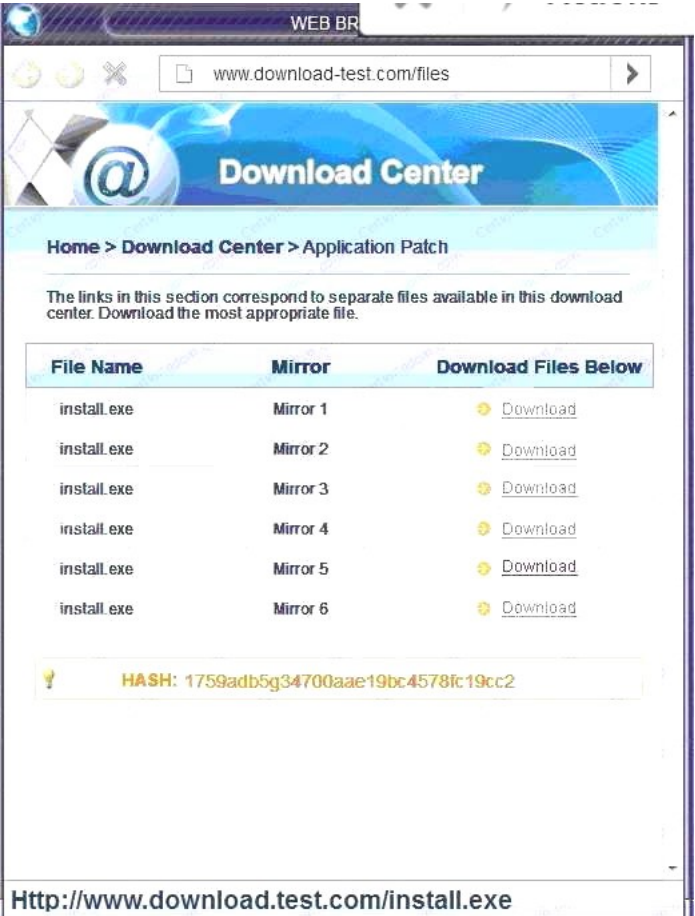 WEB BR
www.download-test.com/files
Download Center
Home > Download Center > Application Patch
The links in this section correspond to separate files available in this download
center. Download the most appropriate file.
File Name Mirror Download Files Below
install.exe Mirror 1 Download
install.exe Mirror 2 Download
install.exe Mirror 3 Download
install.exe Mirror 4 Download
install.exe Mirror 5 Download
install.exe Mirror 6 Download
HASH: 1759adb5g34700aae19bc4578fc19cc2
Http://www.download.test.com/install.exe